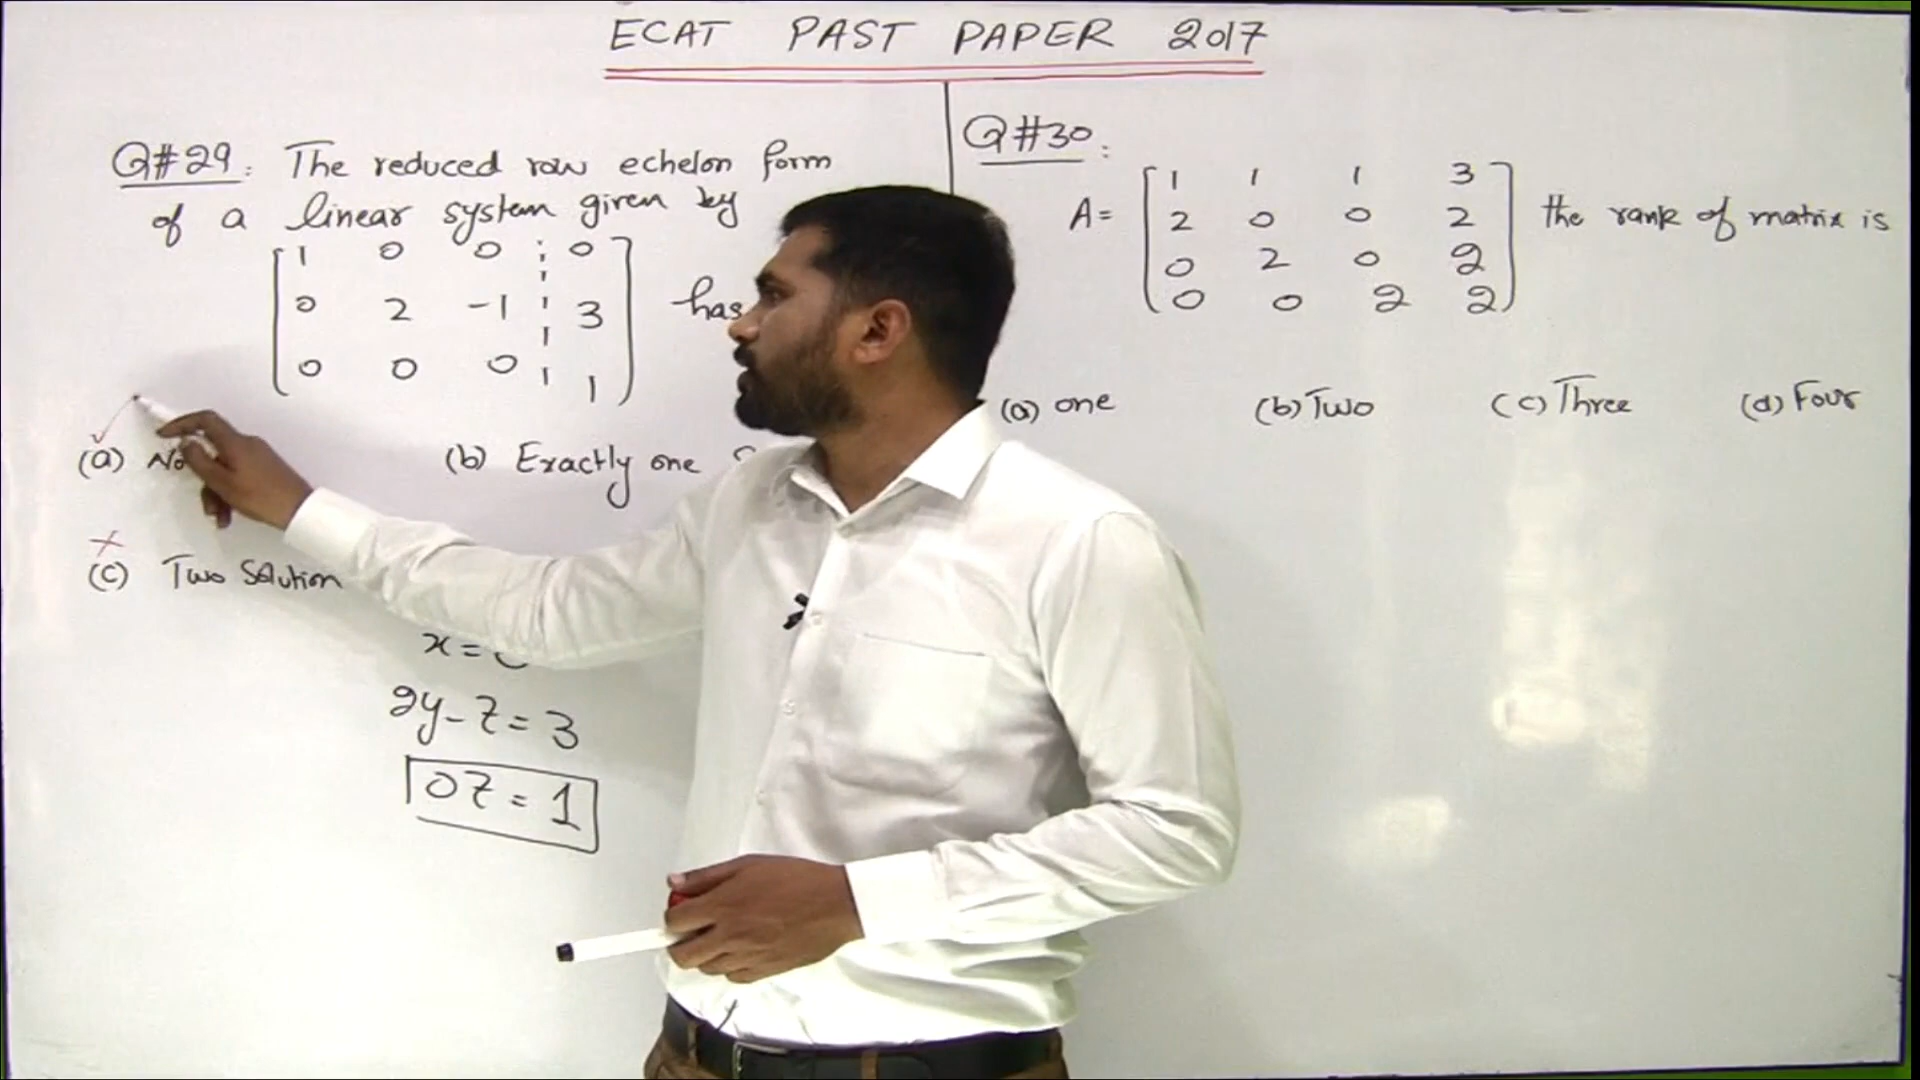 ECAT PAST PAPER 2017
Q#29: The reduced row echelon form
of a linear system given by
1 0 0 0
0 2 -1 3
0 0 0 1
has
(a) No
(b) Exactly one
(c) Two Solution
x =
2y - z = 3
0z = 1
Q#30:
A = 1 1 1 3
2 0 0 2
0 2 0 2
0 0 2 2
the rank of matrix is
(a) one (b) Two (c) Three (d) Four